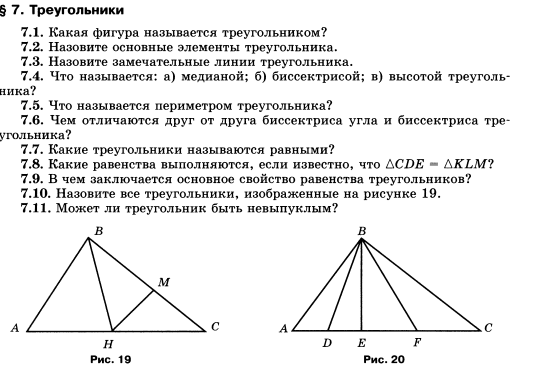 § 7. Треугольники
7.1. Какая фигура называется треугольником?
7.2. Назовите основные элементы треугольника.
7.3. Назовите замечательные линии треугольника.
7.4. Что называется: а) медианой; б) биссектрисой; в) высотой треуголь-
ника?
7.5. Что называется периметром треугольника?
7.6. Чем отличаются друг от друга биссектриса угла и биссектриса тре-
угольника?
7.7. Какие треугольники называются равными?
7.8. Какие равенства выполняются, если известно, что △CDE = △KLM?
7.9. В чем заключается основное свойство равенства треугольников?
7.10. Назовите все треугольники, изображенные на рисунке 19.
7.11. Может ли треугольник быть невыпуклым?
B
M
A
H
C
Рис. 19
B
A
D
E
F
C
Рис. 20